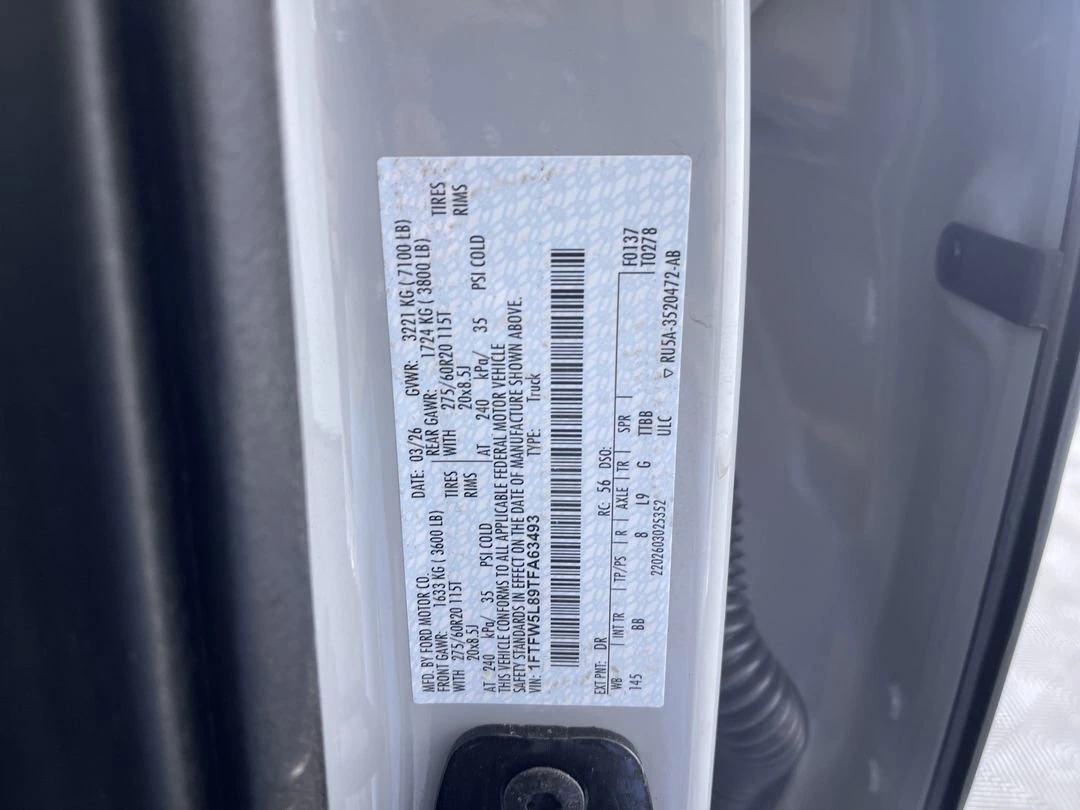 MFD. BY FORD MOTOR CO. DATE: 03/26 GVWR: 3221 KG ( 7100 LB)
FRONT GAWR: 1633 KG ( 3600 LB) REAR GAWR: 1724 KG ( 3800 LB)
WITH 275/60R20 115T TIRES WITH 275/60R20 115T TIRES
20x8.5J RIMS 20x8.5J RIMS
AT 240 kPa/ 35 PSI COLD AT 240 kPa/ 35 PSI COLD
THIS VEHICLE CONFORMS TO ALL APPLICABLE FEDERAL MOTOR VEHICLE
SAFETY STANDARDS IN EFFECT ON THE DATE OF MANUFACTURE SHOWN ABOVE.
VIN: 1FTFW5L89TFA63493 TYPE: Truck
EXT PNT: DR RC: 56 DSO:
WB INT TR TP/PS R AXLE TR SPR F0137
145 BB 8 L9 G TTBB T0278
ULC
2202603025352 ▽ RU5A-3520472-AB